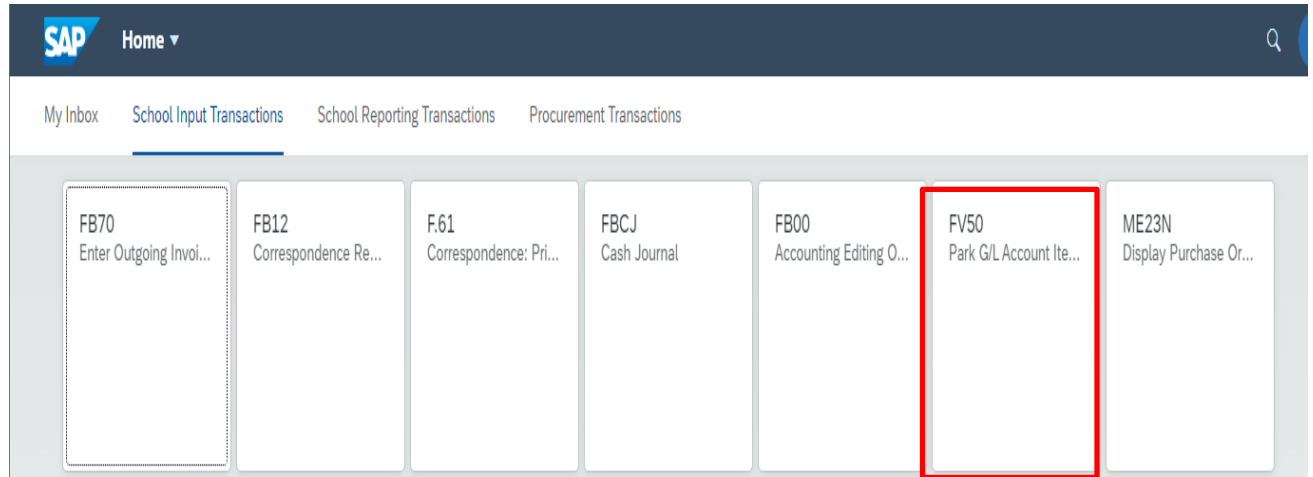 SAP Home ▾
My Inbox School Input Transactions School Reporting Transactions Procurement Transactions
FB70
Enter Outgoing Invoi...
FB12
Correspondence Re...
F.61
Correspondence: Pri...
FBCJ
Cash Journal
FB00
Accounting Editing O...
FV50
Park G/L Account Ite...
ME23N
Display Purchase Or...